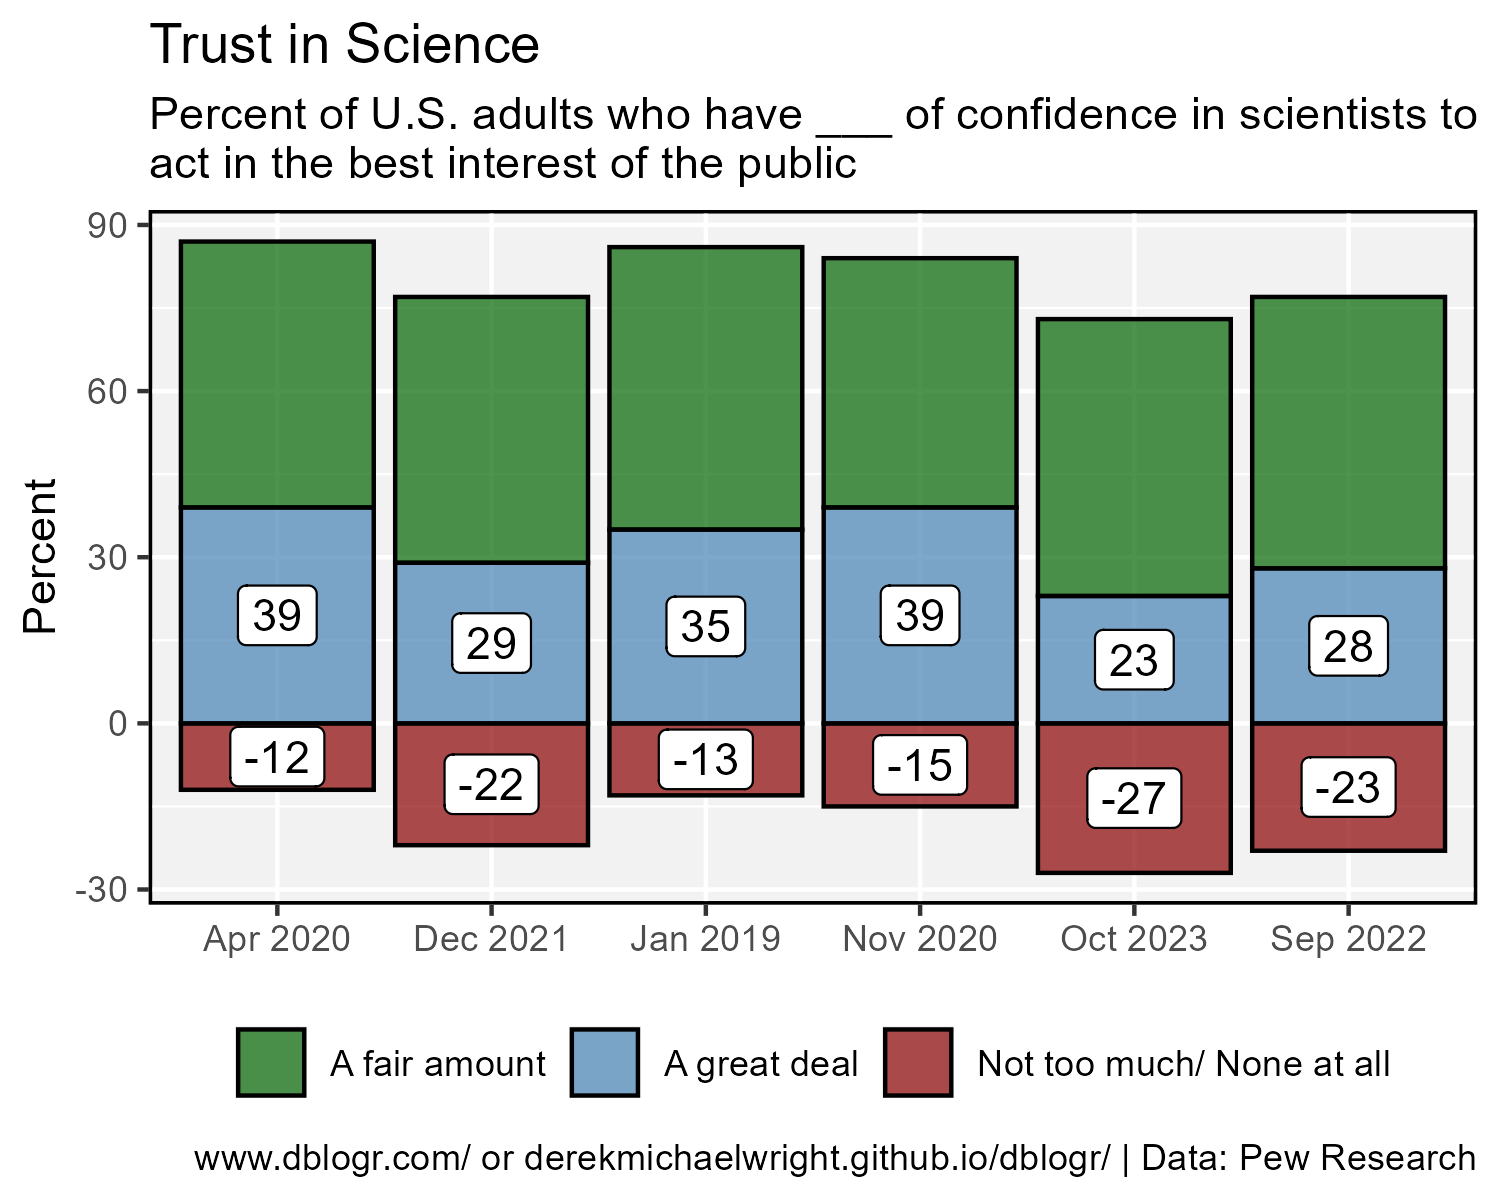 Trust in Science
Percent of U.S. adults who have ___ of confidence in scientists to
act in the best interest of the public
Percent
90
60
30
0
-30
39
29
35
39
23
28
-12
-22
-13
-15
-27
-23
Apr 2020
Dec 2021
Jan 2019
Nov 2020
Oct 2023
Sep 2022
A fair amount
A great deal
Not too much/ None at all
www.dblogr.com/ or derekmichaelwright.github.io/dblogr/ | Data: Pew Research